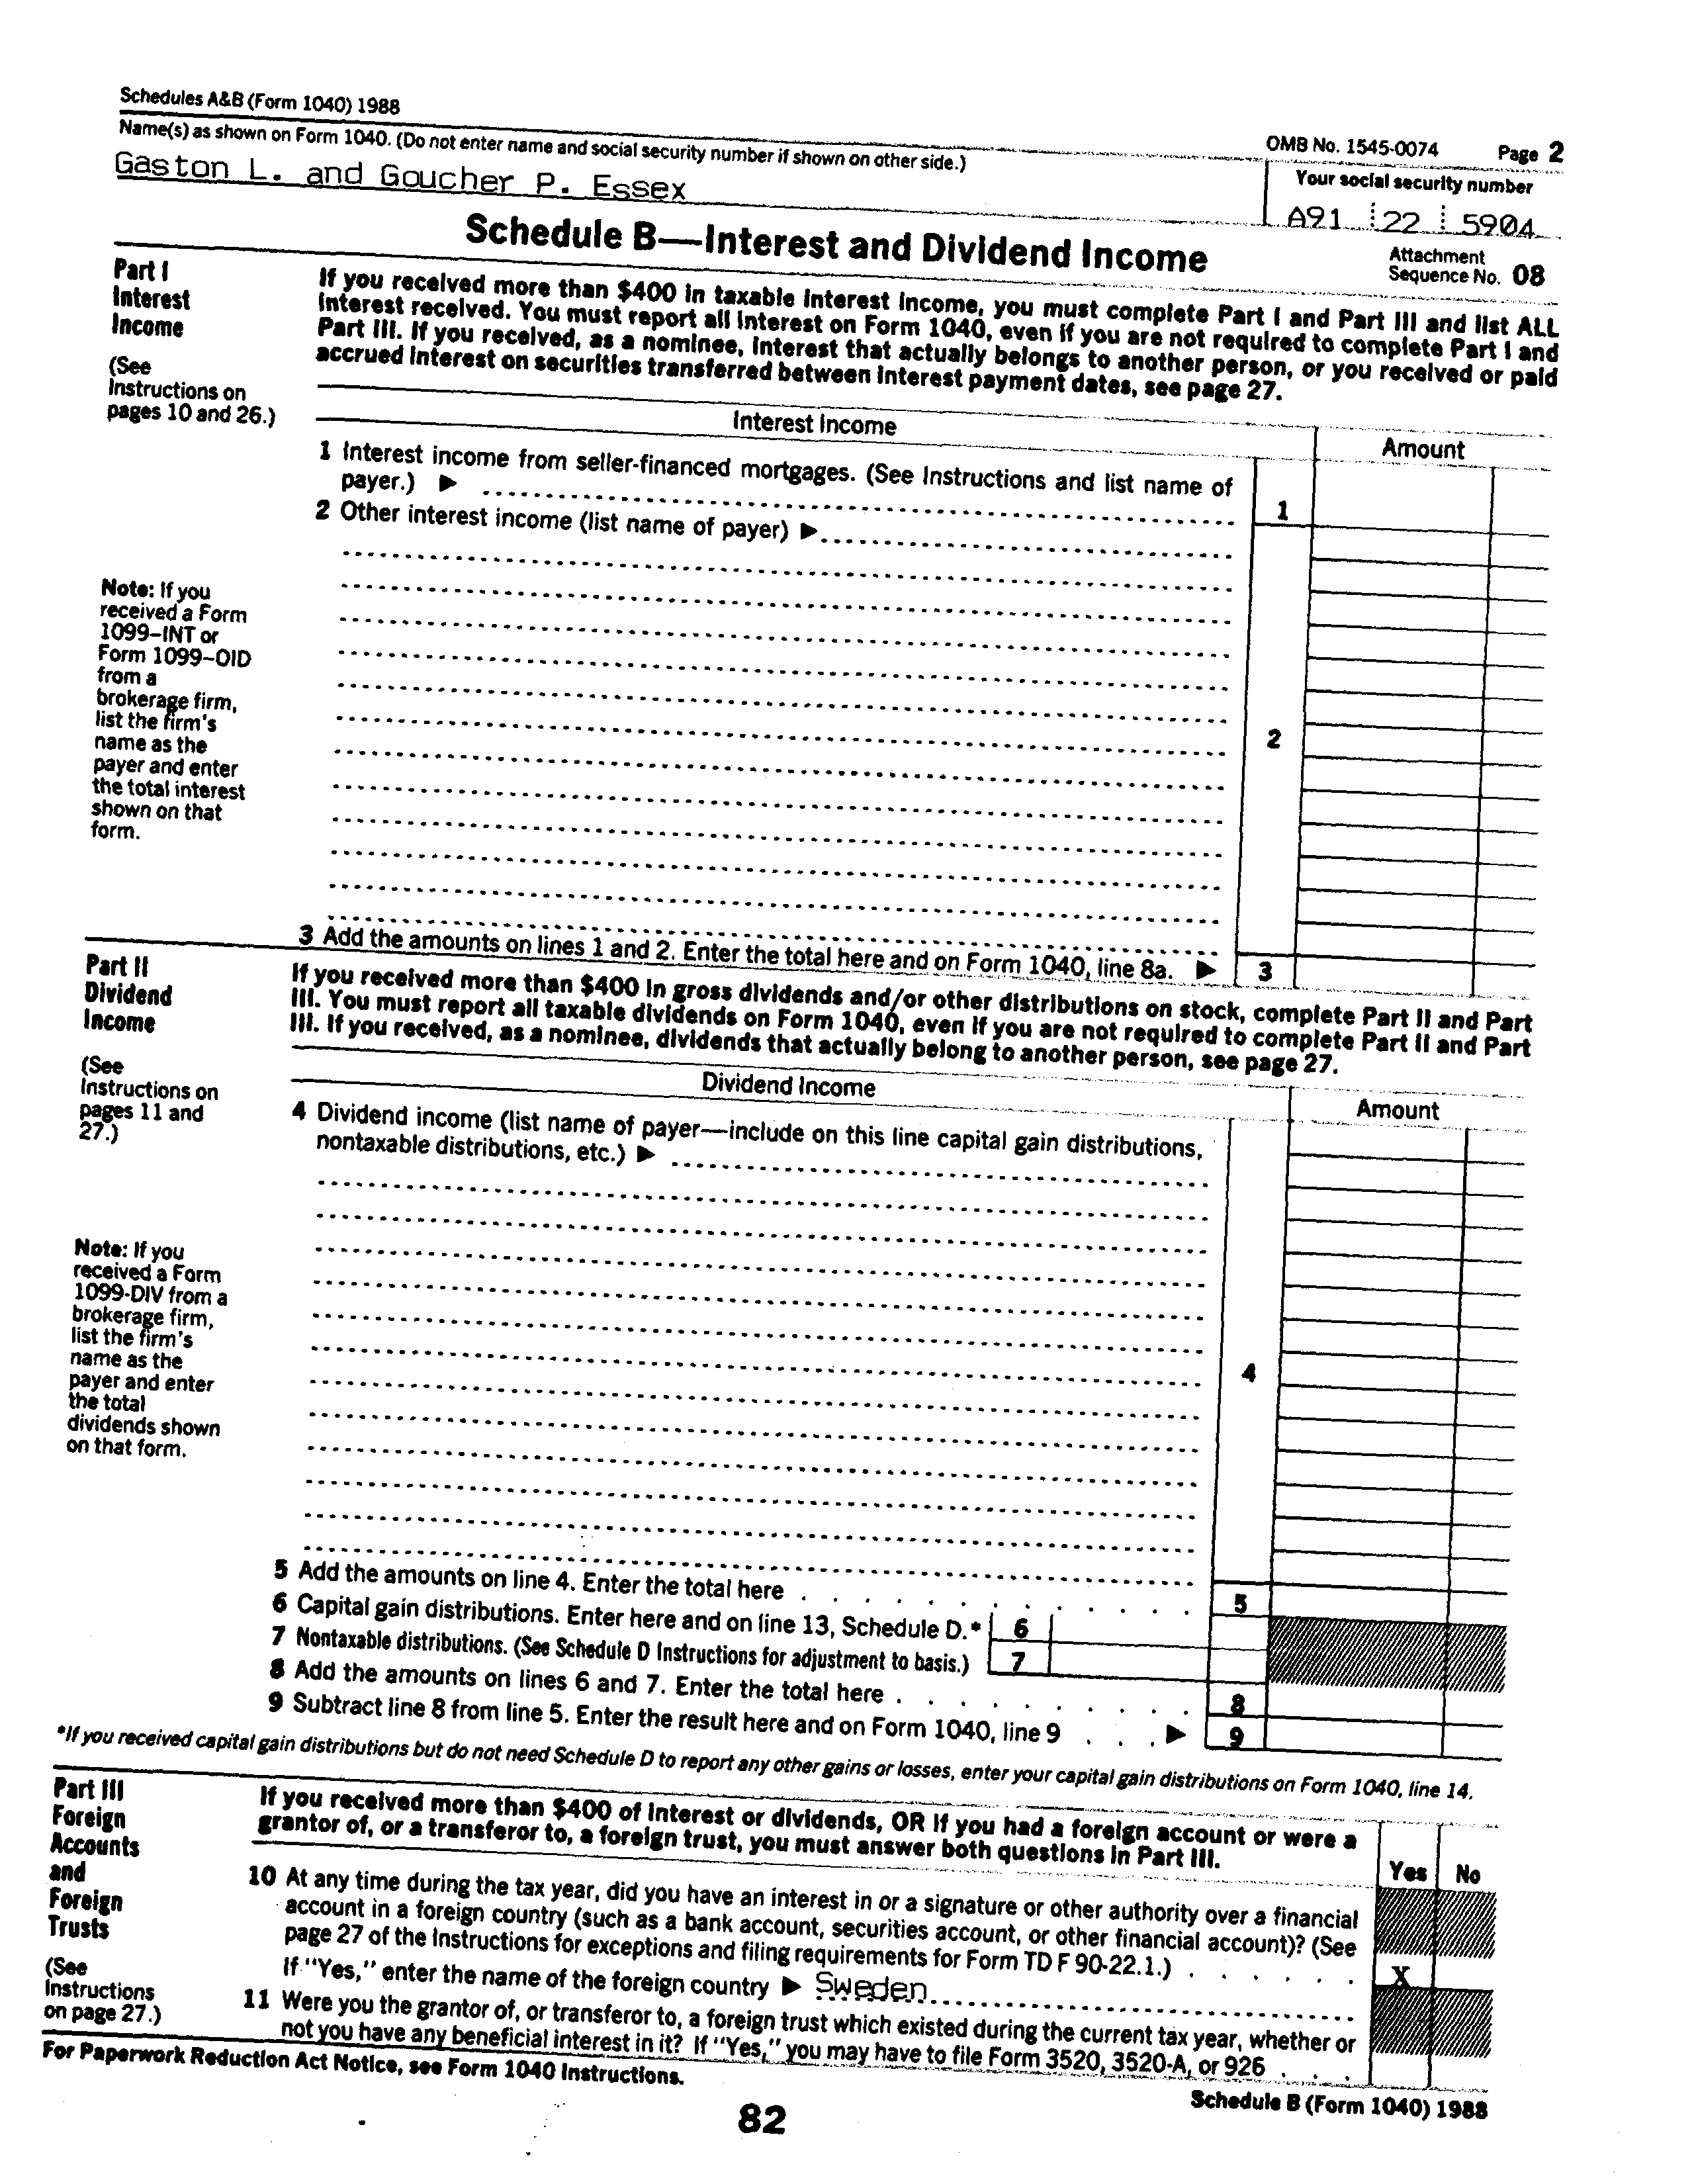 Schedules A&B (Form 1040) 1988
OMB No. 1545-0074 Page 2
Name(s) as shown on Form 1040. (Do not enter name and social security number if shown on other side.)
Your social security number
Gaston L. and Goucher P. Essex
A91 22 5904
Schedule B—Interest and Dividend Income
Attachment
Sequence No. 08
Part I
Interest
Income
(See
Instructions on
pages 10 and 26.)
If you received more than $400 in taxable interest income, you must complete Part I and Part III and list ALL
interest received. You must report all interest on Form 1040, even if you are not required to complete Part I and
Part III. If you received, as a nominee, interest that actually belongs to another person, or you received or paid
accrued interest on securities transferred between interest payment dates, see page 27.
Interest Income
Amount
1 Interest income from seller-financed mortgages. (See Instructions and list name of
payer.) ▶
1
2 Other interest income (list name of payer) ▶
Note: If you
received a Form
1099–INT or
Form 1099–OID
from a
brokerage firm,
list the firm's
name as the
payer and enter
the total interest
shown on that
form.
2
3 Add the amounts on lines 1 and 2. Enter the total here and on Form 1040, line 8a. ▶ 3
Part II
Dividend
Income
(See
Instructions on
pages 11 and
27.)
If you received more than $400 in gross dividends and/or other distributions on stock, complete Part II and Part
III. You must report all taxable dividends on Form 1040, even if you are not required to complete Part II and Part
III. If you received, as a nominee, dividends that actually belong to another person, see page 27.
Dividend Income
Amount
4 Dividend income (list name of payer—include on this line capital gain distributions,
nontaxable distributions, etc.) ▶
Note: If you
received a Form
1099-DIV from a
brokerage firm,
list the firm's
name as the
payer and enter
the total
dividends shown
on that form.
4
5 Add the amounts on line 4. Enter the total here 5
6 Capital gain distributions. Enter here and on line 13, Schedule D.* 6
7 Nontaxable distributions. (See Schedule D Instructions for adjustment to basis.) 7
8 Add the amounts on lines 6 and 7. Enter the total here 8
9 Subtract line 8 from line 5. Enter the result here and on Form 1040, line 9 ▶ 9
*If you received capital gain distributions but do not need Schedule D to report any other gains or losses, enter your capital gain distributions on Form 1040, line 14.
Part III
Foreign
Accounts
and
Foreign
Trusts
(See
Instructions
on page 27.)
If you received more than $400 of interest or dividends, OR if you had a foreign account or were a
grantor of, or a transferor to, a foreign trust, you must answer both questions in Part III.
Yes No
10 At any time during the tax year, did you have an interest in or a signature or other authority over a financial
account in a foreign country (such as a bank account, securities account, or other financial account)? (See
page 27 of the Instructions for exceptions and filing requirements for Form TD F 90-22.1.)
X
If "Yes," enter the name of the foreign country ▶ Sweden
11 Were you the grantor of, or transferor to, a foreign trust which existed during the current tax year, whether or
not you have any beneficial interest in it? If "Yes," you may have to file Form 3520, 3520-A, or 926
For Paperwork Reduction Act Notice, see Form 1040 Instructions.
Schedule B (Form 1040) 1988
82